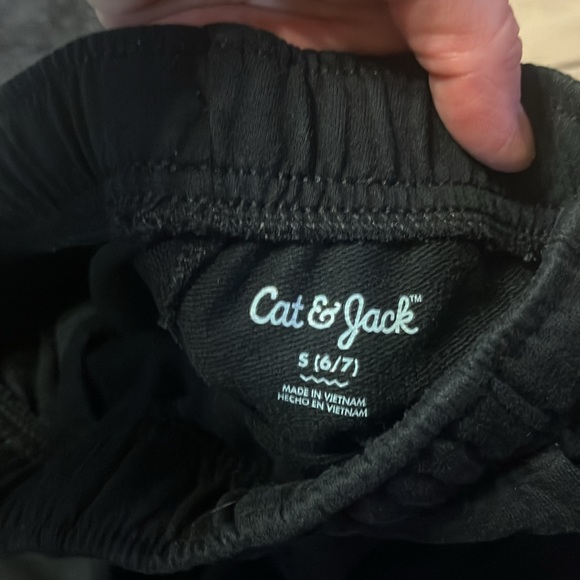 Cat & Jack™
S (6/7)
MADE IN VIETNAM
HECHO EN VIETNAM